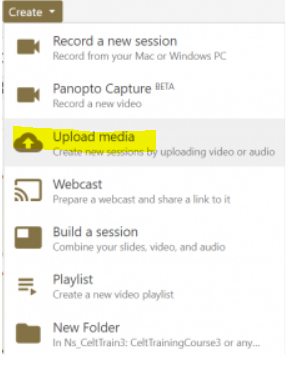 Create
Record a new session
Record from your Mac or Windows PC
Panopto Capture BETA
Record a new video
Upload media
Create new sessions by uploading video or audio
Webcast
Prepare a webcast and share a link to it
Build a session
Combine your slides, video, and audio
Playlist
Create a new video playlist
New Folder
In Ns_CeltTrain3: CeltTrainingCourse3 or any...